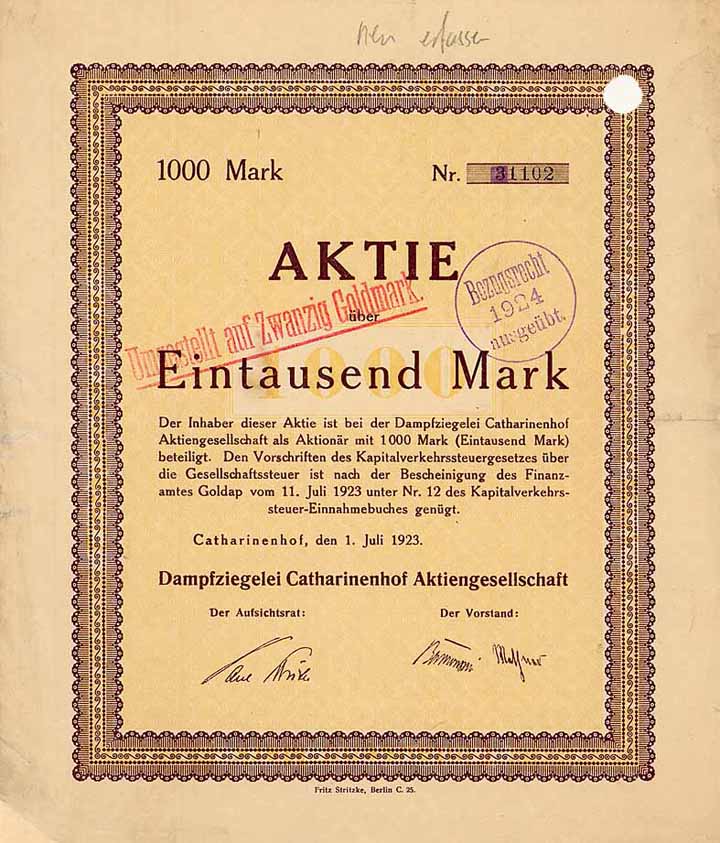 neu erfassen
1000 Mark
Nr. 31102
AKTIE
über
Umgestellt auf Zwanzig Goldmark.
Bezugsrecht
1924
ausgeübt.
1000
Eintausend Mark
Der Inhaber dieser Aktie ist bei der Dampfziegelei Catharinenhof
Aktiengesellschaft als Aktionär mit 1000 Mark (Eintausend Mark)
beteiligt. Den Vorschriften des Kapitalverkehrssteuergesetzes über
die Gesellschaftssteuer ist nach der Bescheinigung des Finanz-
amtes Goldap vom 11. Juli 1923 unter Nr. 12 des Kapitalverkehrs-
steuer-Einnahmebuches genügt.
Catharinenhof, den 1. Juli 1923.
Dampfziegelei Catharinenhof Aktiengesellschaft
Der Aufsichtsrat:
Der Vorstand:
Fritz Stritzke, Berlin C. 25.